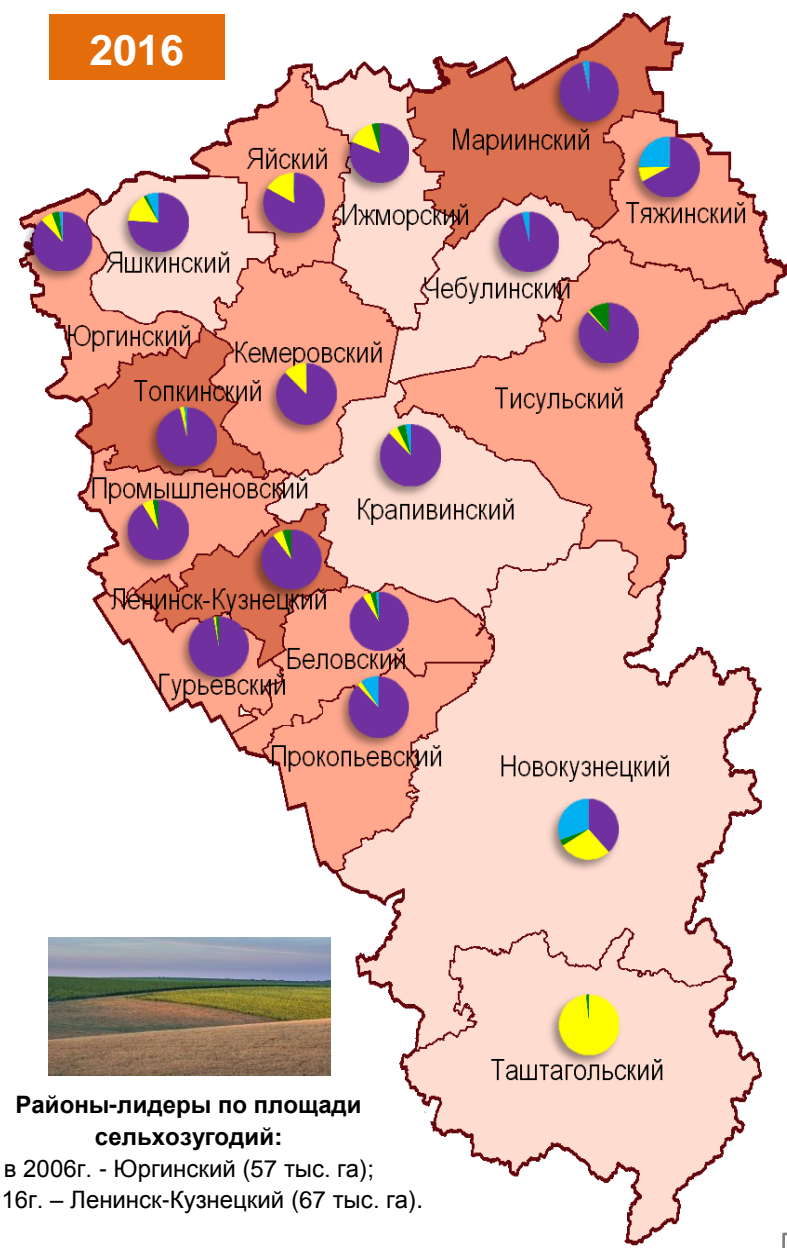 2016
Мариинский
Яйский
Тяжинский
Ижморский
Яшкинский
Чебулинский
Юргинский
Кемеровский
Топкинский
Тисульский
Промышленовский
Крапивинский
Ленинск-Кузнецкий
Беловский
Гурьевский
Прокопьевский
Новокузнецкий
Таштагольский
Районы-лидеры по площади
сельхозугодий:
в 2006г. - Юргинский (57 тыс. га);
16г. – Ленинск-Кузнецкий (67 тыс. га).